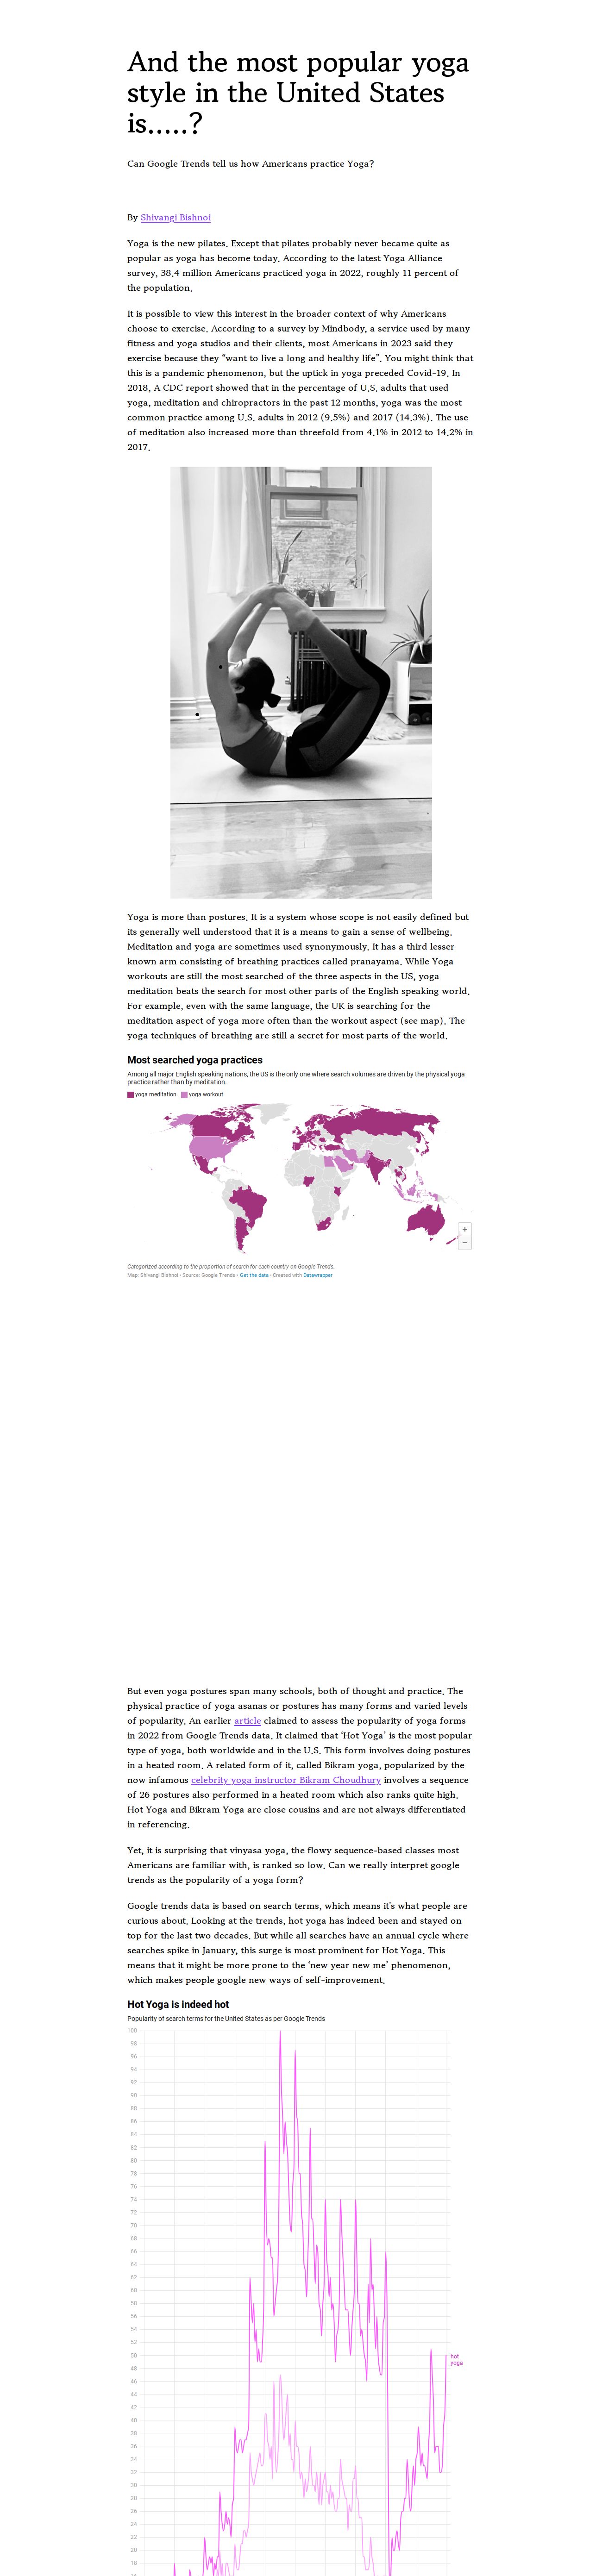 And the most popular yoga
style in the United States
is.....?
Can Google Trends tell us how Americans practice Yoga?
By Shivangi Bishnoi
Yoga is the new pilates. Except that pilates probably never became quite as
popular as yoga has become today. According to the latest Yoga Alliance
survey, 38.4 million Americans practiced yoga in 2022, roughly 11 percent of
the population.
It is possible to view this interest in the broader context of why Americans
choose to exercise. According to a survey by Mindbody, a service used by many
fitness and yoga studios and their clients, most Americans in 2023 said they
exercise because they "want to live a long and healthy life". You might think that
this is a pandemic phenomenon, but the uptick in yoga preceded Covid-19. In
2018, A CDC report showed that in the percentage of U.S. adults that used
yoga, meditation and chiropractors in the past 12 months, yoga was the most
common practice among U.S. adults in 2012 (9.5%) and 2017 (14.3%). The use
of meditation also increased more than threefold from 4.1% in 2012 to 14.2% in
2017.
Yoga is more than postures. It is a system whose scope is not easily defined but
its generally well understood that it is a means to gain a sense of wellbeing.
Meditation and yoga are sometimes used synonymously. It has a third lesser
known arm consisting of breathing practices called pranayama. While Yoga
workouts are still the most searched of the three aspects in the US, yoga
meditation beats the search for most other parts of the English speaking world.
For example, even with the same language, the UK is searching for the
meditation aspect of yoga more often than the workout aspect (see map). The
yoga techniques of breathing are still a secret for most parts of the world.
Most searched yoga practices
Among all major English speaking nations, the US is the only one where search volumes are driven by the physical yoga
practice rather than by meditation.
yoga meditation yoga workout
+
−
Categorized according to the proportion of search for each country on Google Trends.
Map: Shivangi Bishnoi • Source: Google Trends • Get the data • Created with Datawrapper
But even yoga postures span many schools, both of thought and practice. The
physical practice of yoga asanas or postures has many forms and varied levels
of popularity. An earlier article claimed to assess the popularity of yoga forms
in 2022 from Google Trends data. It claimed that 'Hot Yoga' is the most popular
type of yoga, both worldwide and in the U.S. This form involves doing postures
in a heated room. A related form of it, called Bikram yoga, popularized by the
now infamous celebrity yoga instructor Bikram Choudhury involves a sequence
of 26 postures also performed in a heated room which also ranks quite high.
Hot Yoga and Bikram Yoga are close cousins and are not always differentiated
in referencing.
Yet, it is surprising that vinyasa yoga, the flowy sequence-based classes most
Americans are familiar with, is ranked so low. Can we really interpret google
trends as the popularity of a yoga form?
Google trends data is based on search terms, which means it's what people are
curious about. Looking at the trends, hot yoga has indeed been and stayed on
top for the last two decades. But while all searches have an annual cycle where
searches spike in January, this surge is most prominent for Hot Yoga. This
means that it might be more prone to the 'new year new me' phenomenon,
which makes people google new ways of self-improvement.
Hot Yoga is indeed hot
Popularity of search terms for the United States as per Google Trends
100
98
96
94
92
90
88
86
84
82
80
78
76
74
72
70
68
66
64
62
60
58
56
54
52
50
hot
yoga
48
46
44
42
40
38
36
34
32
30
28
26
24
22
20
18